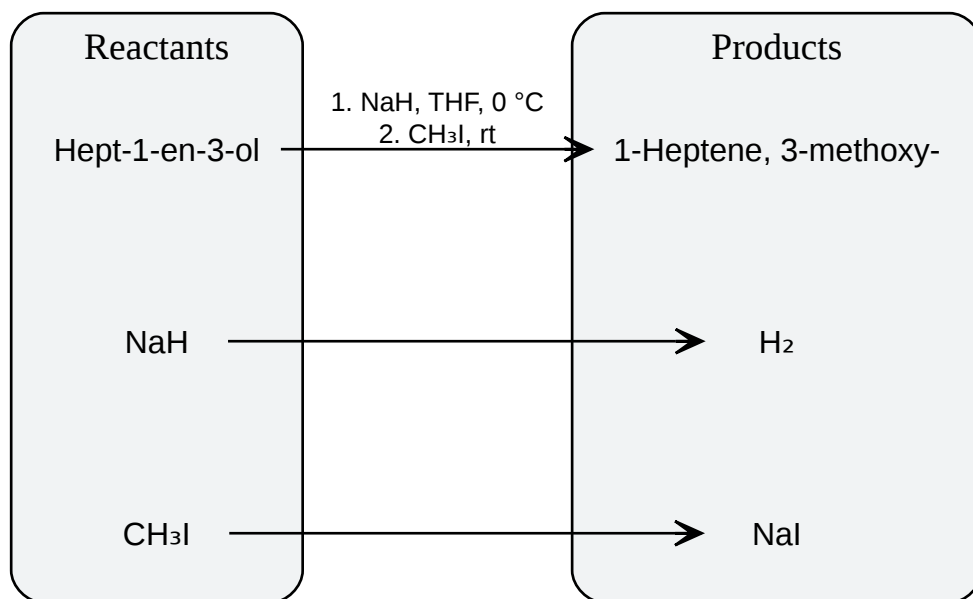 Reactants
Products
1. NaH, THF, 0 °C
2. CH₃I, rt
Hept-1-en-3-ol
1-Heptene, 3-methoxy-
NaH
H₂
CH₃I
NaI